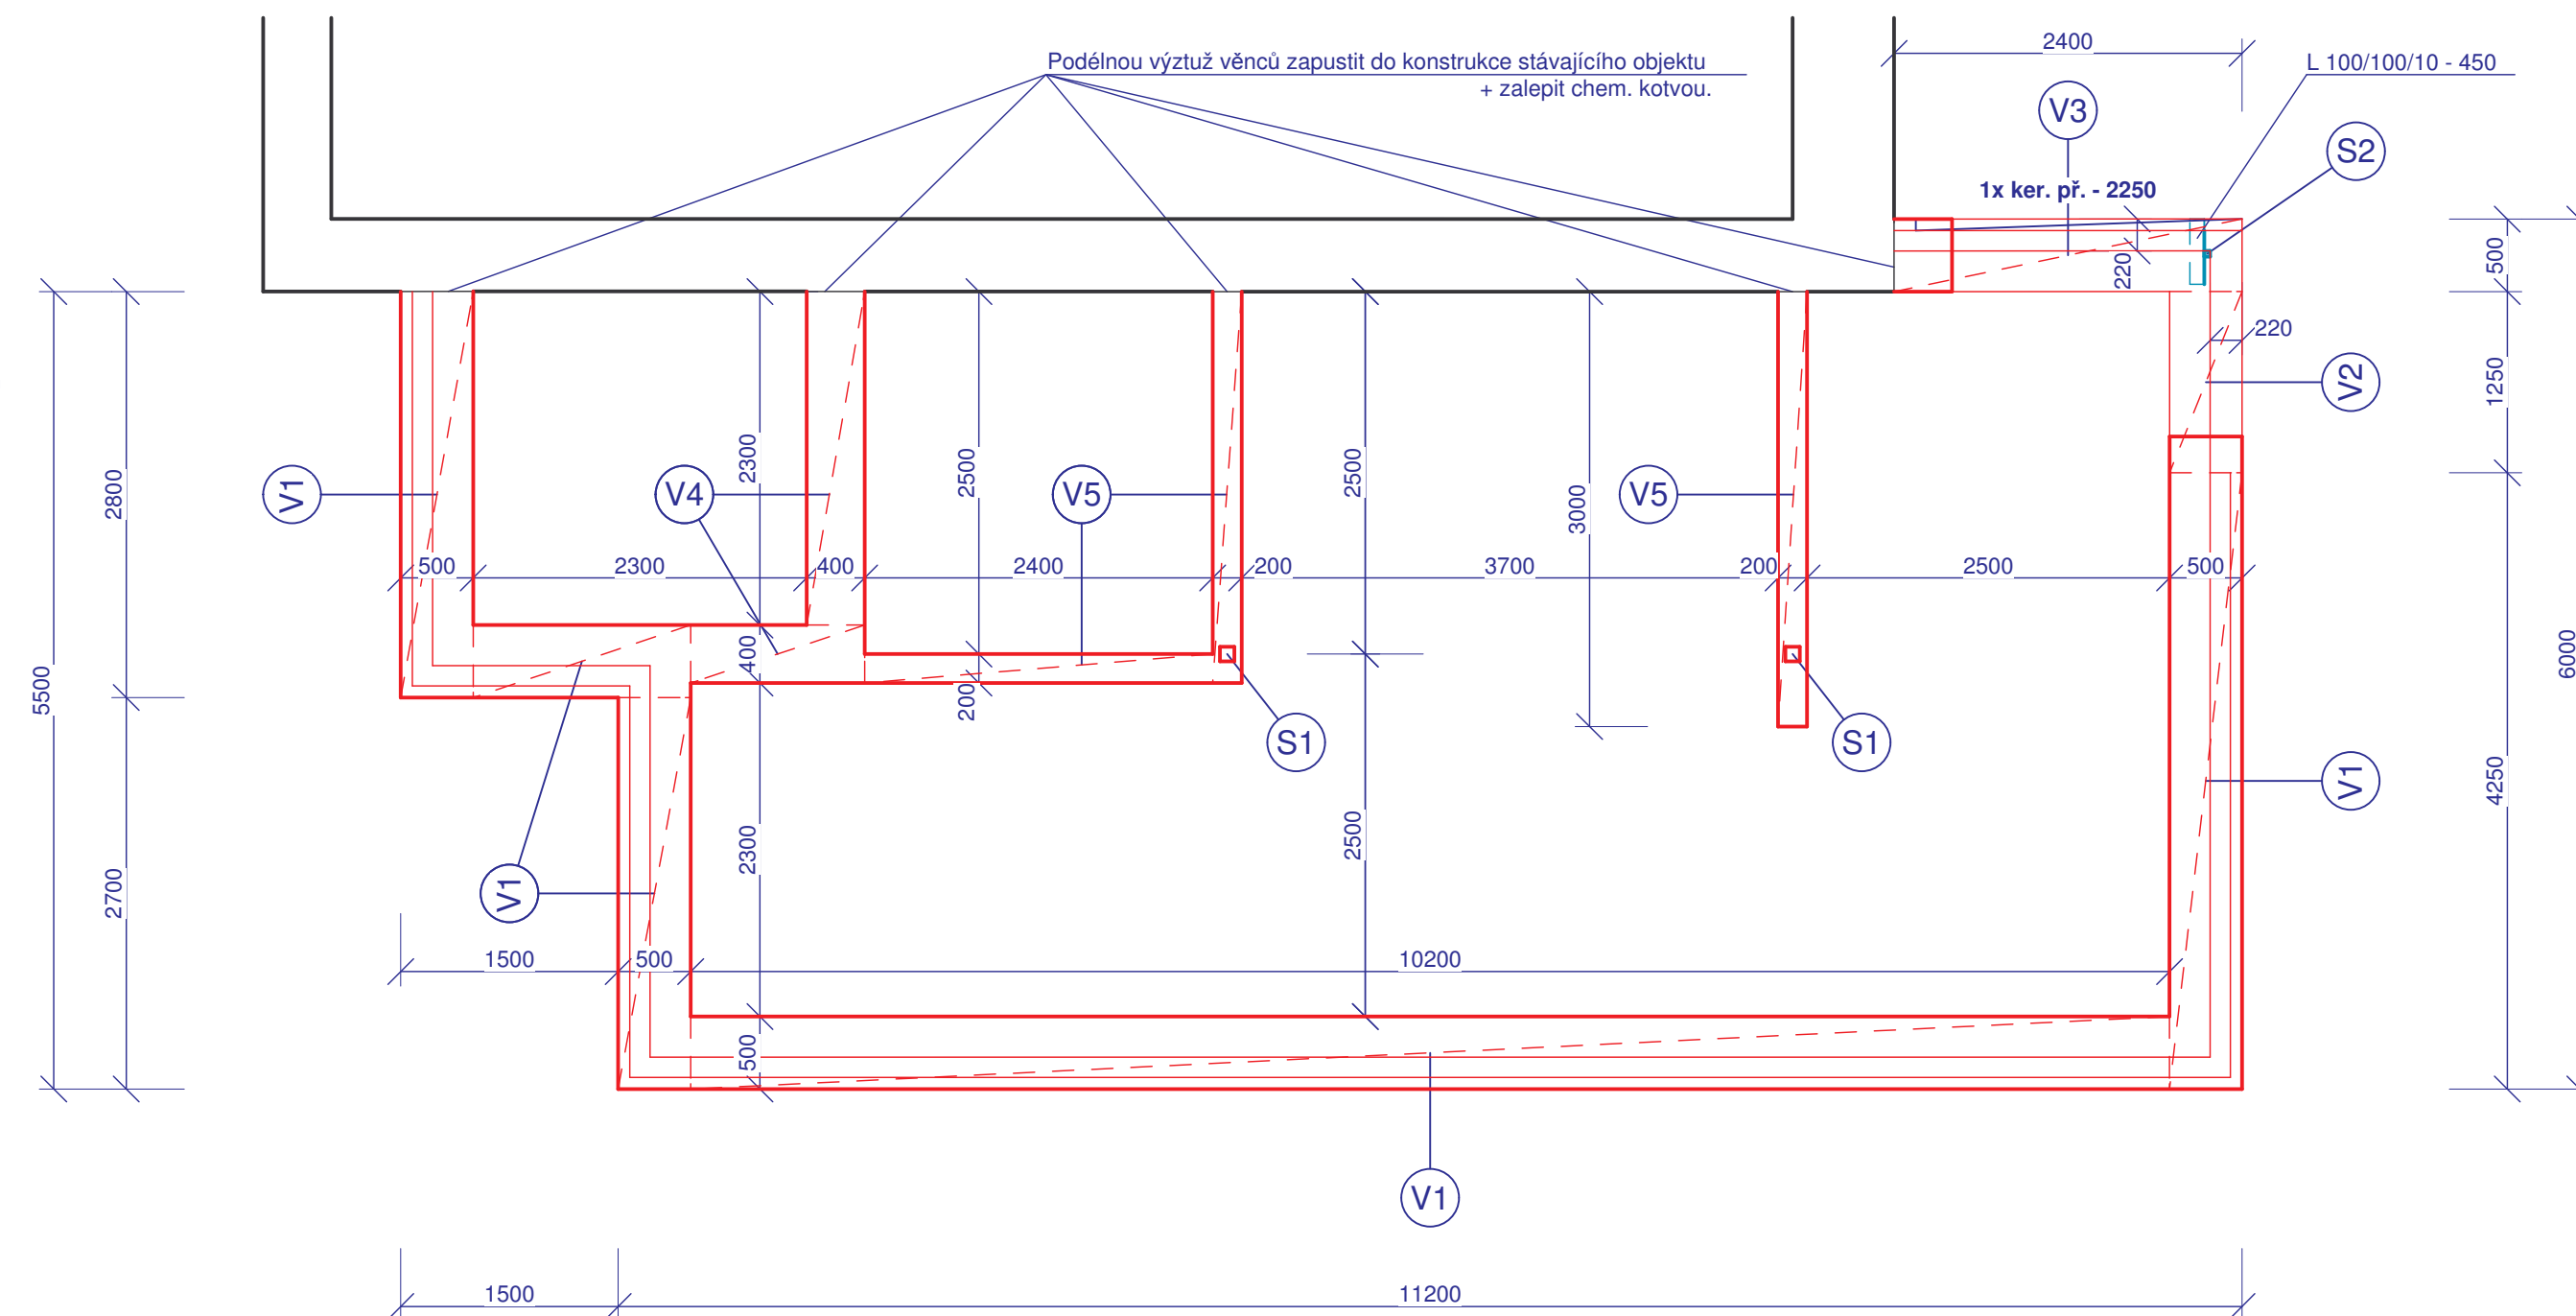 Podélnou výztuž věnců zapustit do konstrukce stávajícího objektu
+ zalepit chem. kotvou.
2400
L 100/100/10 - 450
V3
S2
1x ker. př. - 2250
220
500
220
1250
V2
2800
5500
V1
2300
V4
2500
V5
2500
3000
V5
500
2300
400
2400
200
3700
200
2500
500
6000
400
200
S1
S1
4250
V1
2700
V1
2300
2500
1500
500
10200
500
V1
1500
11200